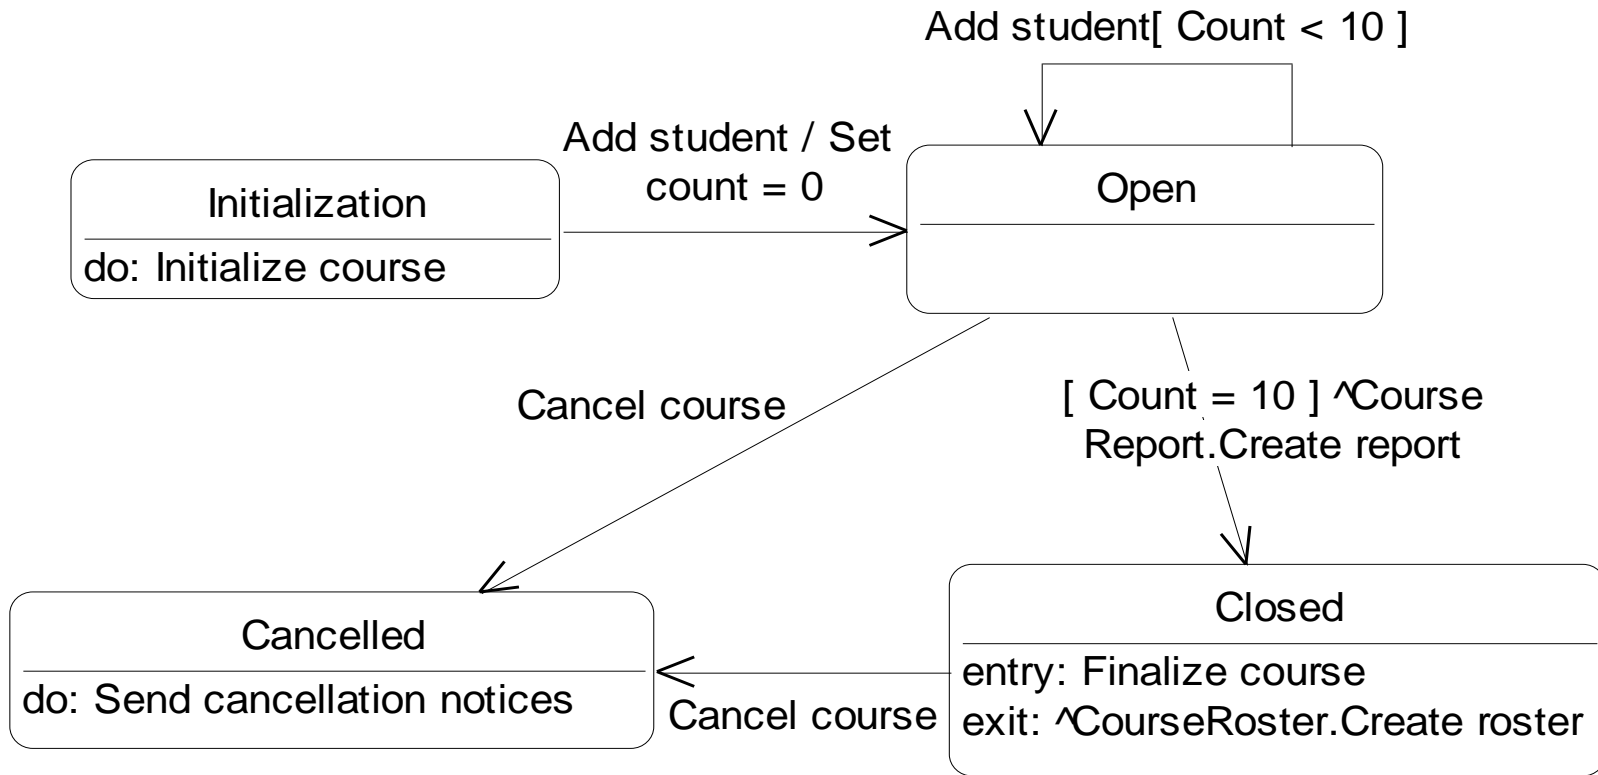 Add student[ Count < 10 ]
Add student / Set
count = 0
Initialization
do: Initialize course
Open
Cancel course
[ Count = 10 ] ^Course
Report.Create report
Cancelled
do: Send cancellation notices
Cancel course
Closed
entry: Finalize course
exit: ^CourseRoster.Create roster